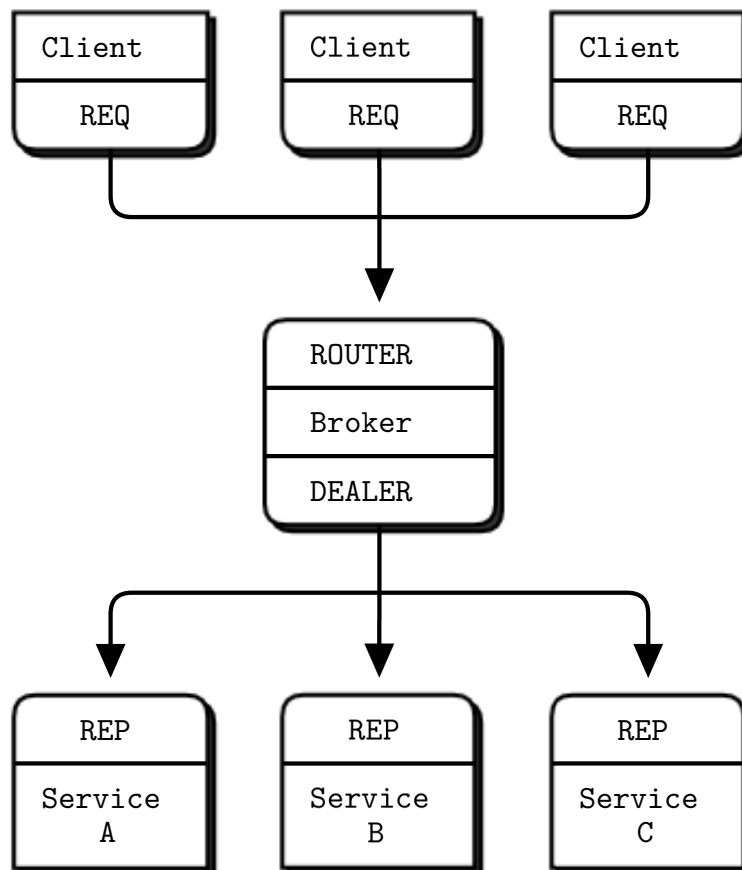 Client
Client
Client
REQ
REQ
REQ
ROUTER
Broker
DEALER
REP
REP
REP
Service
Service
Service
A
B
C